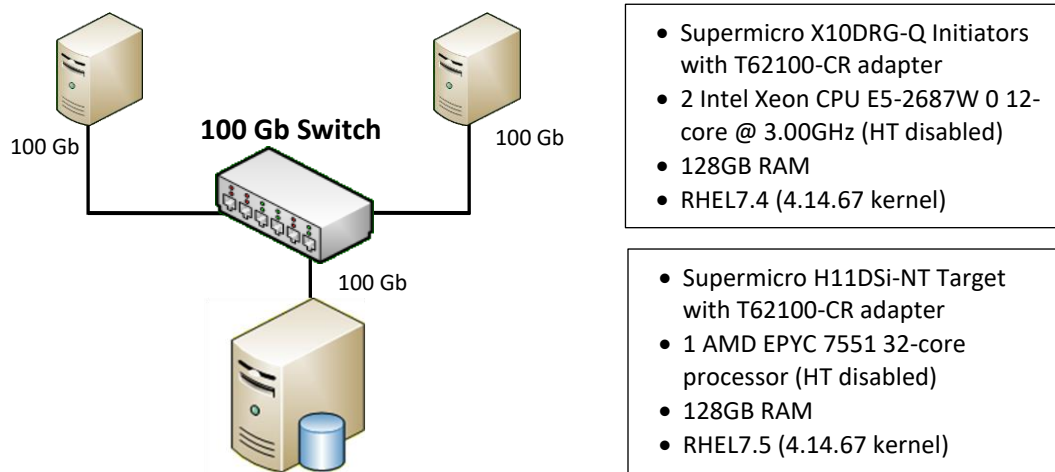 100 Gb
100 Gb Switch
100 Gb
100 Gb
• Supermicro X10DRG-Q Initiators
with T62100-CR adapter
• 2 Intel Xeon CPU E5-2687W 0 12-
core @ 3.00GHz (HT disabled)
• 128GB RAM
• RHEL7.4 (4.14.67 kernel)
• Supermicro H11DSi-NT Target
with T62100-CR adapter
• 1 AMD EPYC 7551 32-core
processor (HT disabled)
• 128GB RAM
• RHEL7.5 (4.14.67 kernel)